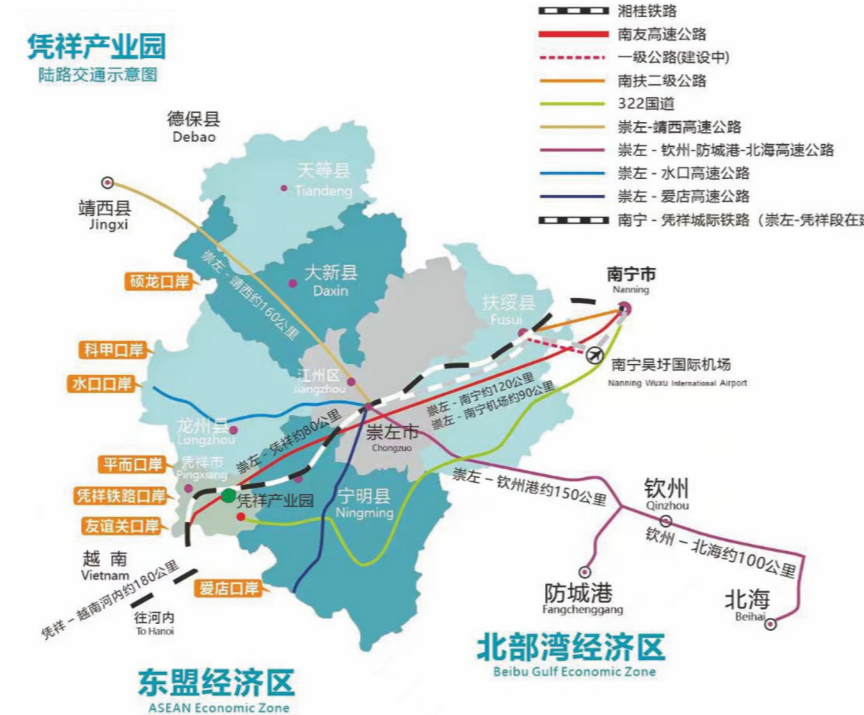 凭祥产业园
陆路交通示意图
湘桂铁路
南友高速公路
一级公路(建设中)
南扶二级公路
322国道
崇左-靖西高速公路
崇左 - 钦州-防城港-北海高速公路
崇左 - 水口高速公路
崇左 - 爱店高速公路
南宁 - 凭祥城际铁路（崇左-凭祥段在建
德保县
Debao
天等县
Tiandeng
靖西县
Jingxi
崇左 - 靖西约160公里
大新县
Daxin
硕龙口岸
扶绥县
Fusui
南宁市
Nanning
科甲口岸
水口口岸
江州区
Jiangzhou
南宁吴圩国际机场
Nanning Wuxu International Airport
崇左 - 南宁约120公里
崇左 - 南宁机场约90公里
龙州县
Longzhou
崇左 - 凭祥约80公里
崇左市
Chongzuo
平而口岸
凭祥市
Pingxiang
凭祥铁路口岸
凭祥产业园
宁明县
Ningming
崇左 – 钦州港约150公里
钦州
Qinzhou
友谊关口岸
钦州 – 北海约100公里
越 南
Vietnam
凭祥 – 越南河内约180公里
往河内
To Hanoi
爱店口岸
防城港
Fangchenggang
北海
Beihai
北部湾经济区
Beibu Gulf Economic Zone
东盟经济区
ASEAN Economic Zone